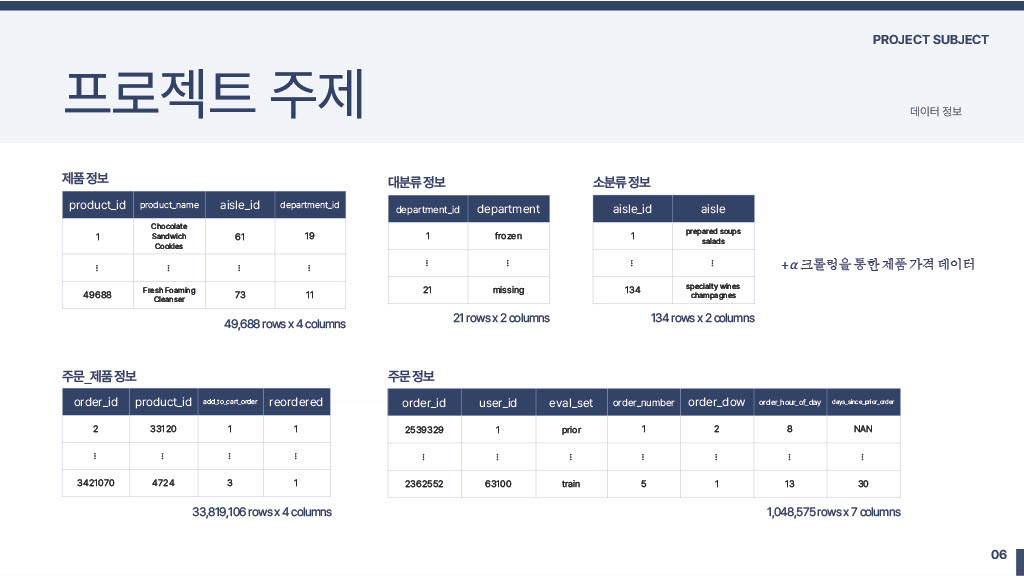 PROJECT SUBJECT
프로젝트 주제
데이터 정보
제품 정보
product_id product_name aisle_id department_id
1 Chocolate Sandwich Cookies 61 19
⋮ ⋮ ⋮ ⋮
49688 Fresh Foaming Cleanser 73 11
49,688 rows x 4 columns
대분류 정보
department_id department
1 frozen
⋮ ⋮
21 missing
21 rows x 2 columns
소분류 정보
aisle_id aisle
1 prepared soups salads
⋮ ⋮
134 specialty wines champagnes
134 rows x 2 columns
+α 크롤링을 통한 제품 가격 데이터
주문_제품 정보
order_id product_id add_to_cart_order reordered
2 33120 1 1
⋮ ⋮ ⋮ ⋮
3421070 4724 3 1
33,819,106 rows x 4 columns
주문 정보
order_id user_id eval_set order_number order_dow order_hour_of_day days_since_prior_order
2539329 1 prior 1 2 8 NAN
⋮ ⋮ ⋮ ⋮ ⋮ ⋮ ⋮
2362552 63100 train 5 1 13 30
1,048,575 rows x 7 columns
06